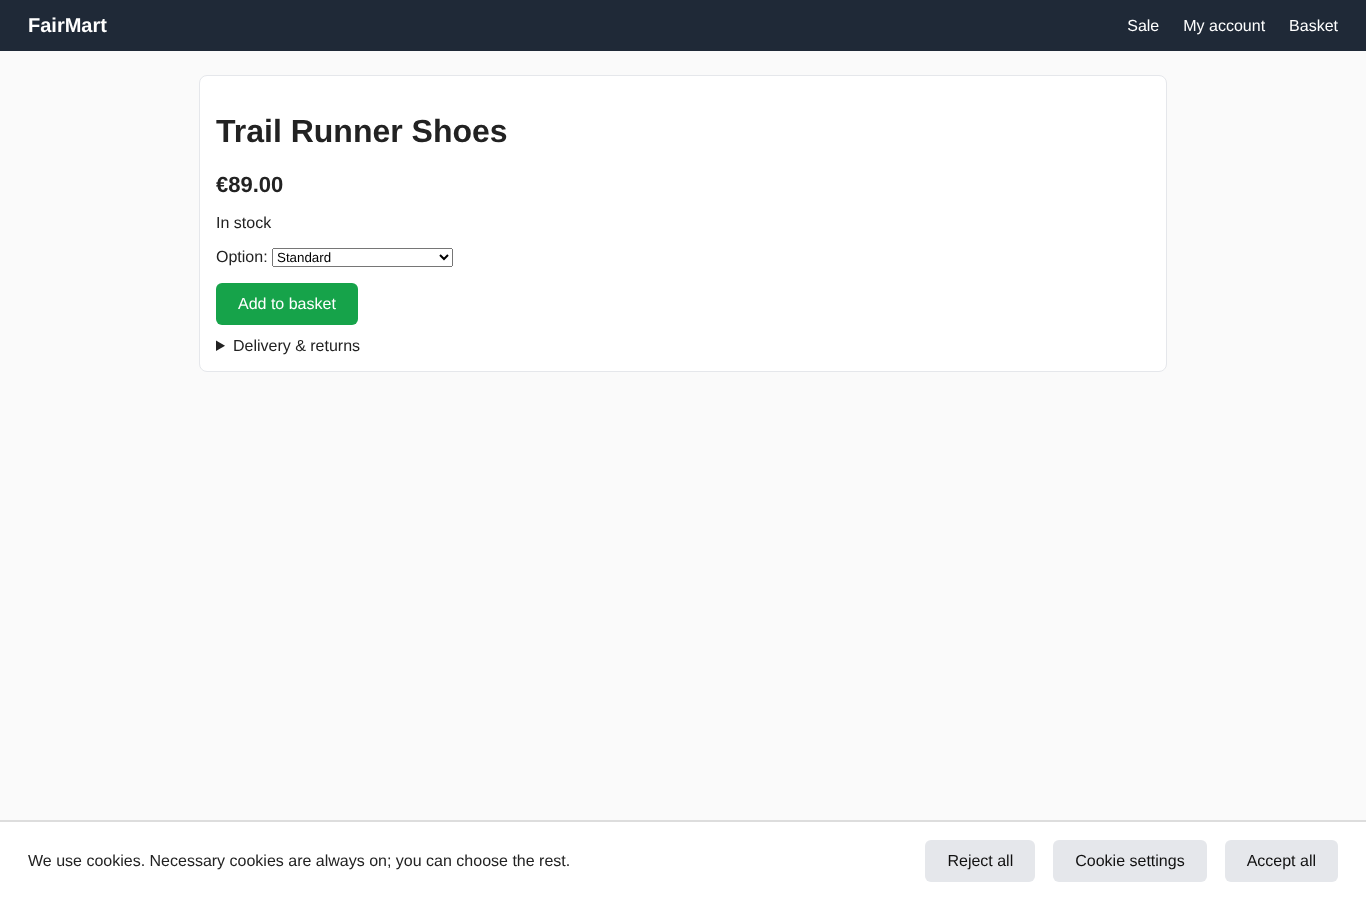 FairMart
Sale
My account
Basket
Trail Runner Shoes
€89.00
In stock
Option: Standard
Add to basket
Delivery & returns
We use cookies. Necessary cookies are always on; you can choose the rest.
Reject all
Cookie settings
Accept all